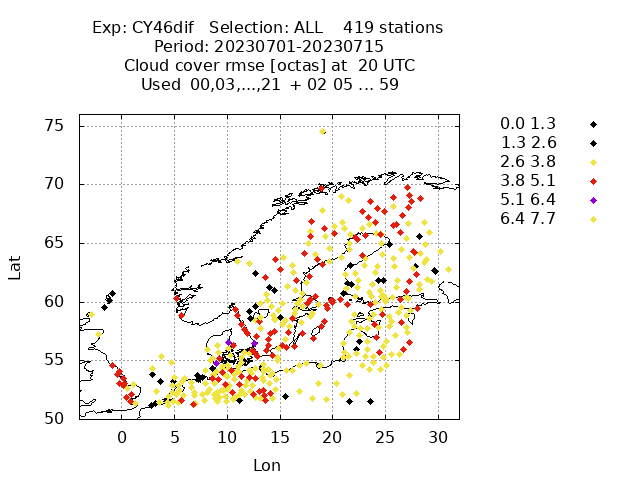 Exp: CY46dif   Selection: ALL    419 stations
Period: 20230701-20230715
Cloud cover rmse [octas] at  20 UTC
Used  00,03,...,21  + 02 05 ... 59
0.0 1.3
1.3 2.6
2.6 3.8
3.8 5.1
5.1 6.4
6.4 7.7
75
70
65
60
55
50
Lat
0 5 10 15 20 25 30
Lon